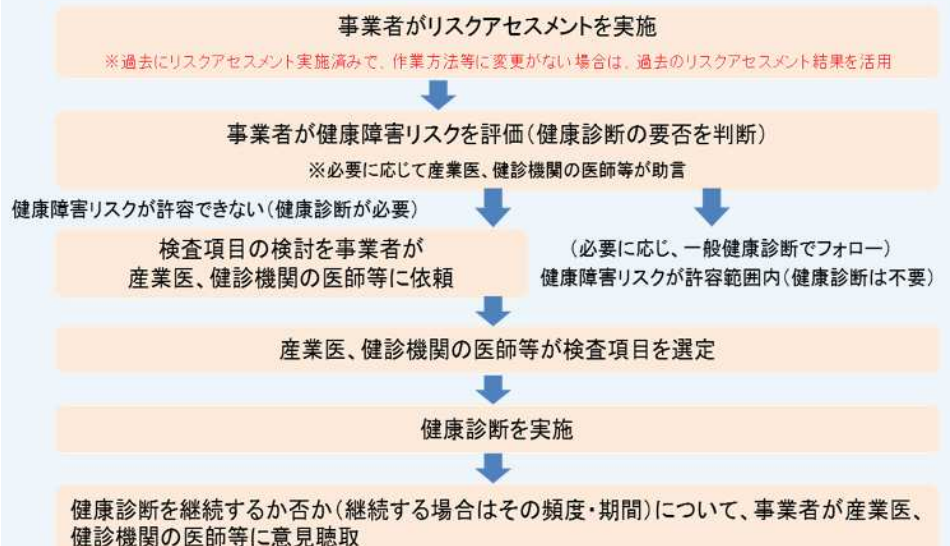 事業者がリスクアセスメントを実施
※過去にリスクアセスメント実施済みで、作業方法等に変更がない場合は、過去のリスクアセスメント結果を活用
事業者が健康障害リスクを評価（健康診断の要否を判断）
※必要に応じて産業医、健診機関の医師等が助言
健康障害リスクが許容できない（健康診断が必要）
検査項目の検討を事業者が
産業医、健診機関の医師等に依頼
（必要に応じ、一般健康診断でフォロー）
健康障害リスクが許容範囲内（健康診断は不要）
産業医、健診機関の医師等が検査項目を選定
健康診断を実施
健康診断を継続するか否か（継続する場合はその頻度・期間）について、事業者が産業医、
健診機関の医師等に意見聴取